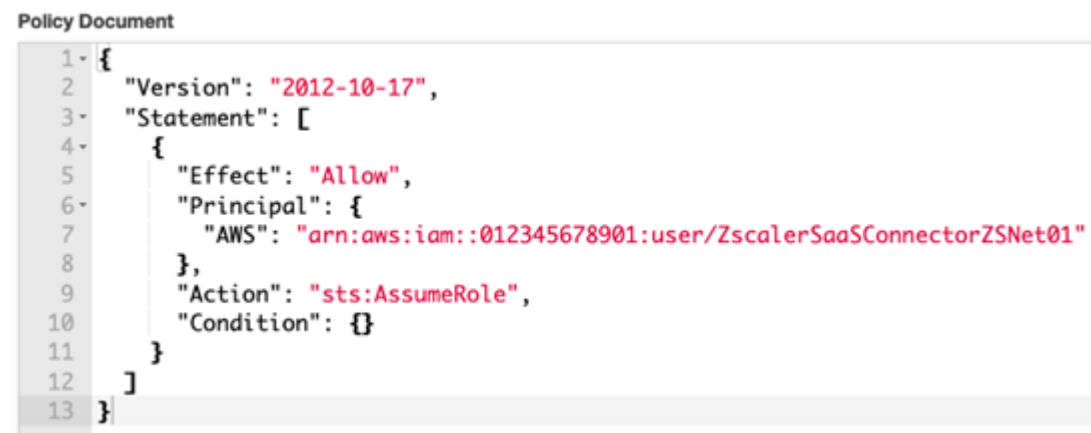 Policy Document
1 {
2 "Version": "2012-10-17",
3 "Statement": [
4 {
5 "Effect": "Allow",
6 "Principal": {
7 "AWS": "arn:aws:iam::012345678901:user/ZscalerSaaSConnectorZSNet01"
8 },
9 "Action": "sts:AssumeRole",
10 "Condition": {}
11 }
12 ]
13 }